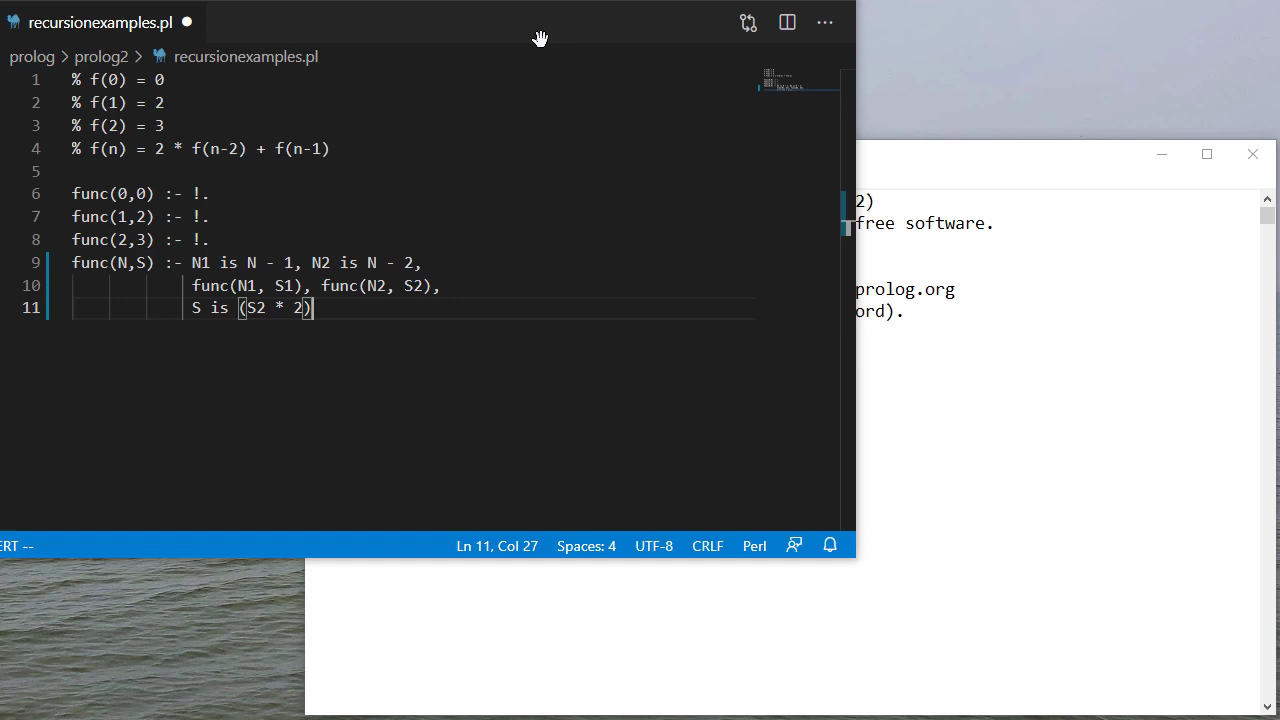 recursionexamples.pl
prolog > prolog2 > recursionexamples.pl
1 % f(0) = 0
2 % f(1) = 2
3 % f(2) = 3
4 % f(n) = 2 * f(n-2) + f(n-1)
5
6 func(0,0) :- !.
7 func(1,2) :- !.
8 func(2,3) :- !.
9 func(N,S) :- N1 is N - 1, N2 is N - 2,
10 func(N1, S1), func(N2, S2),
11 S is (S2 * 2)
ERT -- Ln 11, Col 27 Spaces: 4 UTF-8 CRLF Perl
2)
free software.
prolog.org
ord).